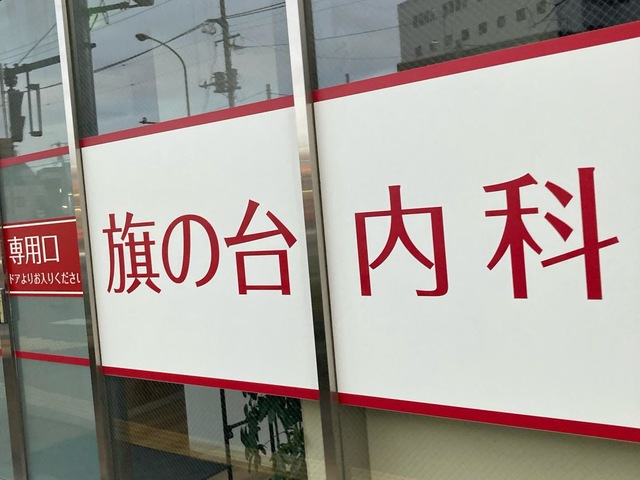 専用口
ドアよりお入りください
旗の台 内科